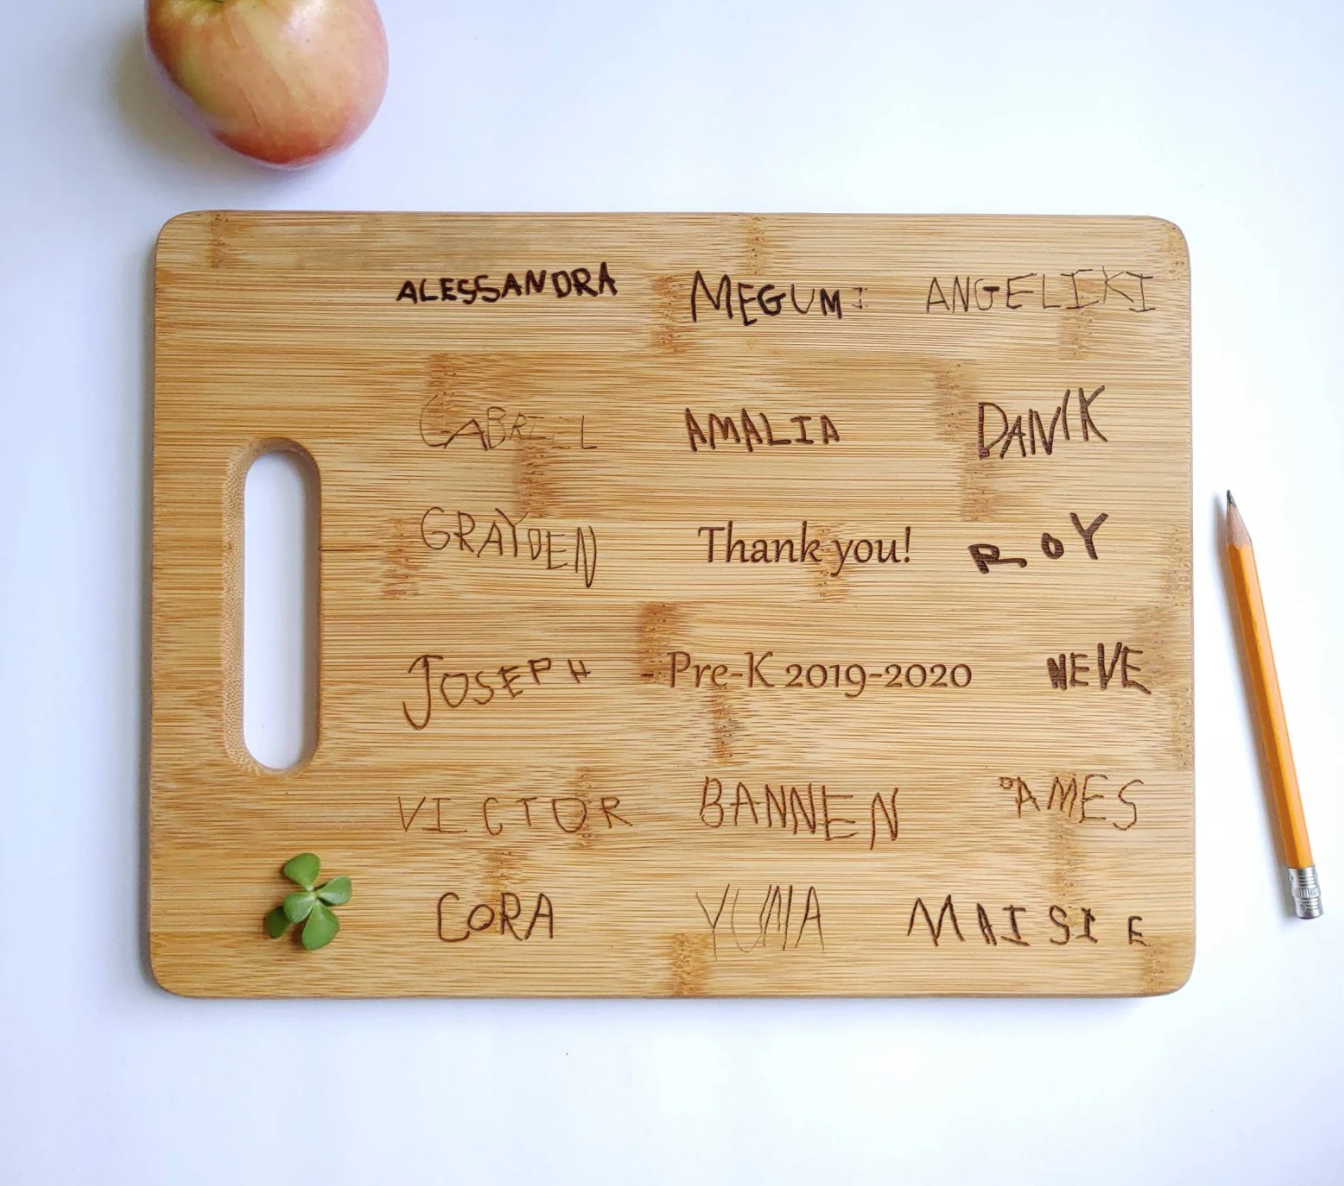 ALESSANDRA MEGUMI ANGELIKI
GABRIEL AMALIA DANIK
GRAYDEN Thank you! ROY
JOSEPH Pre-K 2019-2020 NEVE
VICTOR BANNEN JAMES
CORA YUMA MAISIE